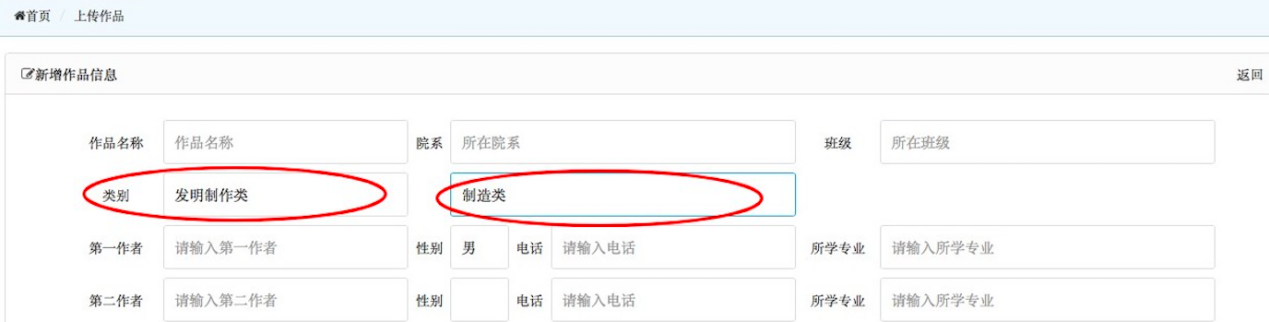 首页 / 上传作品
新增作品信息 返回
作品名称 作品名称 院系 所在院系 班级 所在班级
类别 发明制作类 制造类
第一作者 请输入第一作者 性别 男 电话 请输入电话 所学专业 请输入所学专业
第二作者 请输入第二作者 性别 电话 请输入电话 所学专业 请输入所学专业